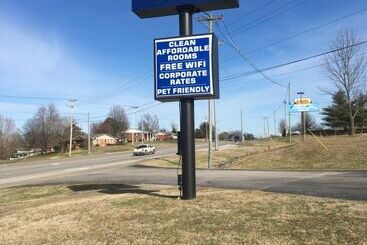 CLEAN
AFFORDABLE
ROOMS
FREE WIFI
CORPORATE
RATES
PET FRIENDLY